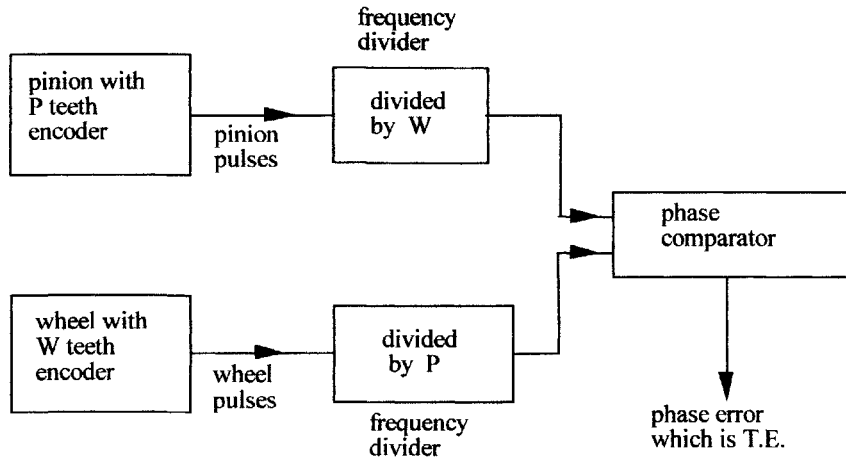 frequency
divider
pinion with
P teeth
encoder
pinion
pulses
divided
by W
phase
comparator
wheel with
W teeth
encoder
wheel
pulses
divided
by P
frequency
divider
phase error
which is T.E.